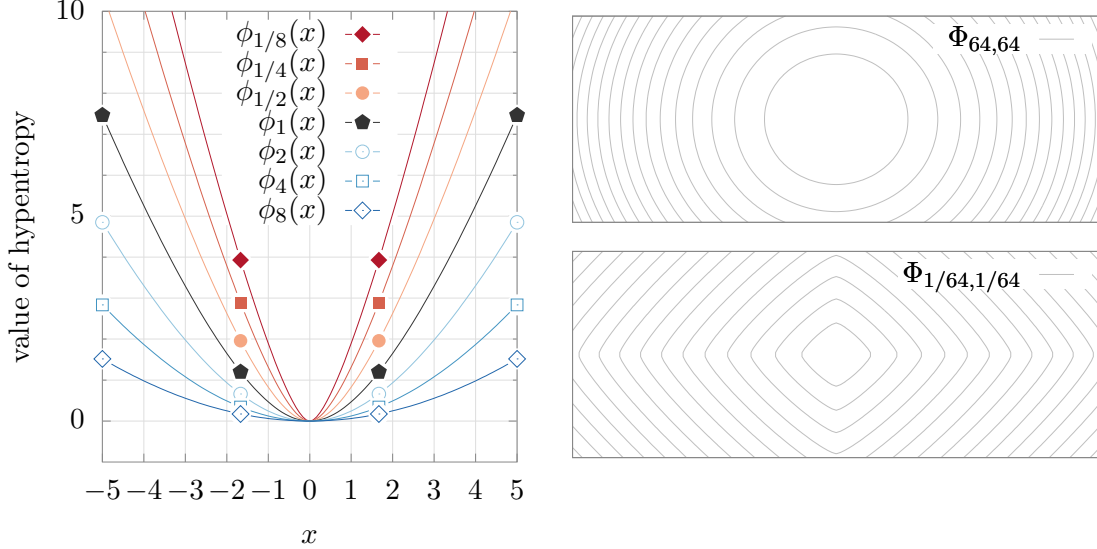 10
5
0
value of hypentropy
ϕ1/8(x)
ϕ1/4(x)
ϕ1/2(x)
ϕ1(x)
ϕ2(x)
ϕ4(x)
ϕ8(x)
−5 −4 −3 −2 −1 0 1 2 3 4 5
x
Φ64,64
Φ1/64,1/64